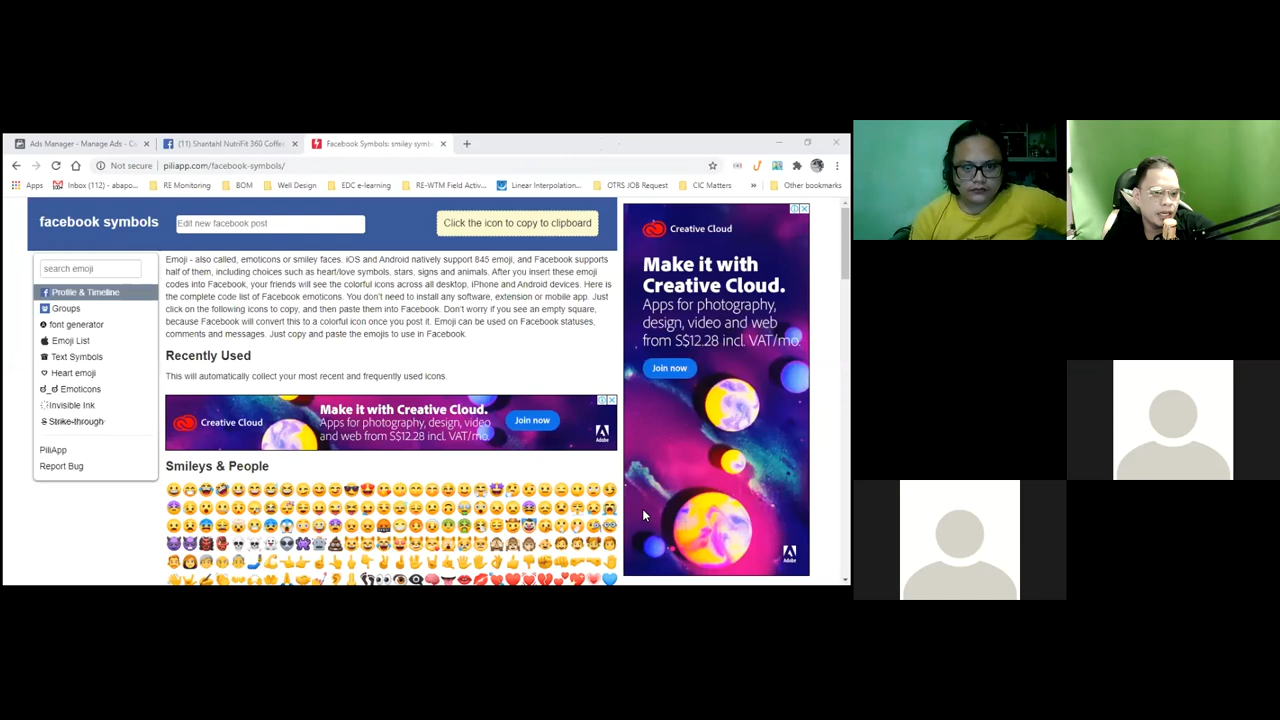 Ads Manager - Manage Ads - C
(11) Shantahl NutriFit 360 Coffe
Facebook Symbols: smiley symb
Not secure
piliapp.com/facebook-symbols/
Apps
Inbox (112) - abapo...
RE Monitoring
BOM
Well Design
EDC e-learning
RE-WTM Field Activ...
Linear Interpolation...
OTRS JOB Request
CIC Matters
»
Other bookmarks
facebook symbols
Edit new facebook post
Click the icon to copy to clipboard
search emoji
Profile & Timeline
Groups
font generator
Emoji List
Text Symbols
Heart emoji
ಠ_ಠ Emoticons
Invisible Ink
Strike-through
PiliApp
Report Bug
Emoji - also called, emoticons or smiley faces. iOS and Android natively support 845 emoji, and Facebook supports
half of them, including choices such as heart/love symbols, stars, signs and animals. After you insert these emoji
codes into Facebook, your friends will see the colorful icons across all desktop, iPhone and Android devices. Here is
the complete code list of Facebook emoticons. You don't need to install any software, extension or mobile app. Just
click on the following icons to copy, and then paste them into Facebook. Don't worry if you see an empty square,
because Facebook will convert this to a colorful icon once you post it. Emoji can be used on Facebook statuses,
comments and messages. Just copy and paste the emojis to use in Facebook.
Recently Used
This will automatically collect your most recent and frequently used icons.
Creative Cloud
Make it with Creative Cloud.
Apps for photography, design, video
and web from S$12.28 incl. VAT/mo.
Join now
Adobe
Smileys & People
Creative Cloud
Make it with
Creative Cloud.
Apps for photography,
design, video and web
from S$12.28 incl. VAT/mo.
Join now
Adobe